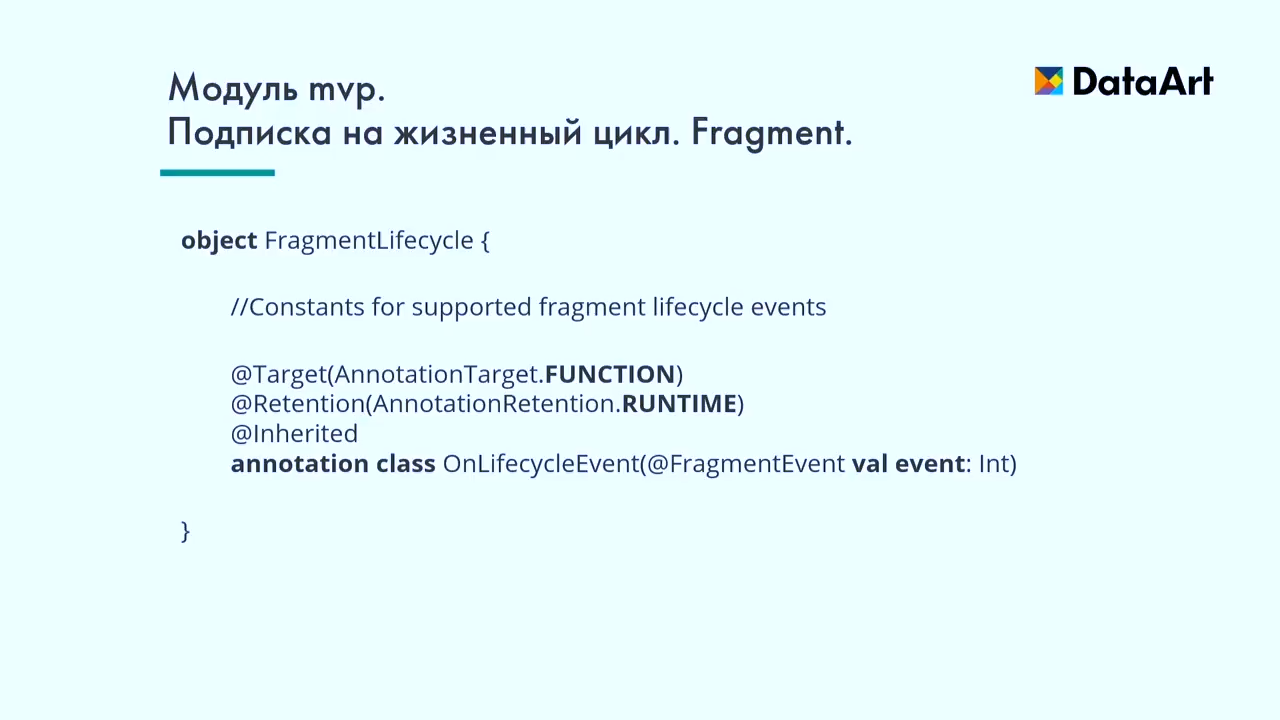 Модуль mvp.
Подписка на жизненный цикл. Fragment.
DataArt
object FragmentLifecycle {
//Constants for supported fragment lifecycle events
@Target(AnnotationTarget.FUNCTION)
@Retention(AnnotationRetention.RUNTIME)
@Inherited
annotation class OnLifecycleEvent(@FragmentEvent val event: Int)
}